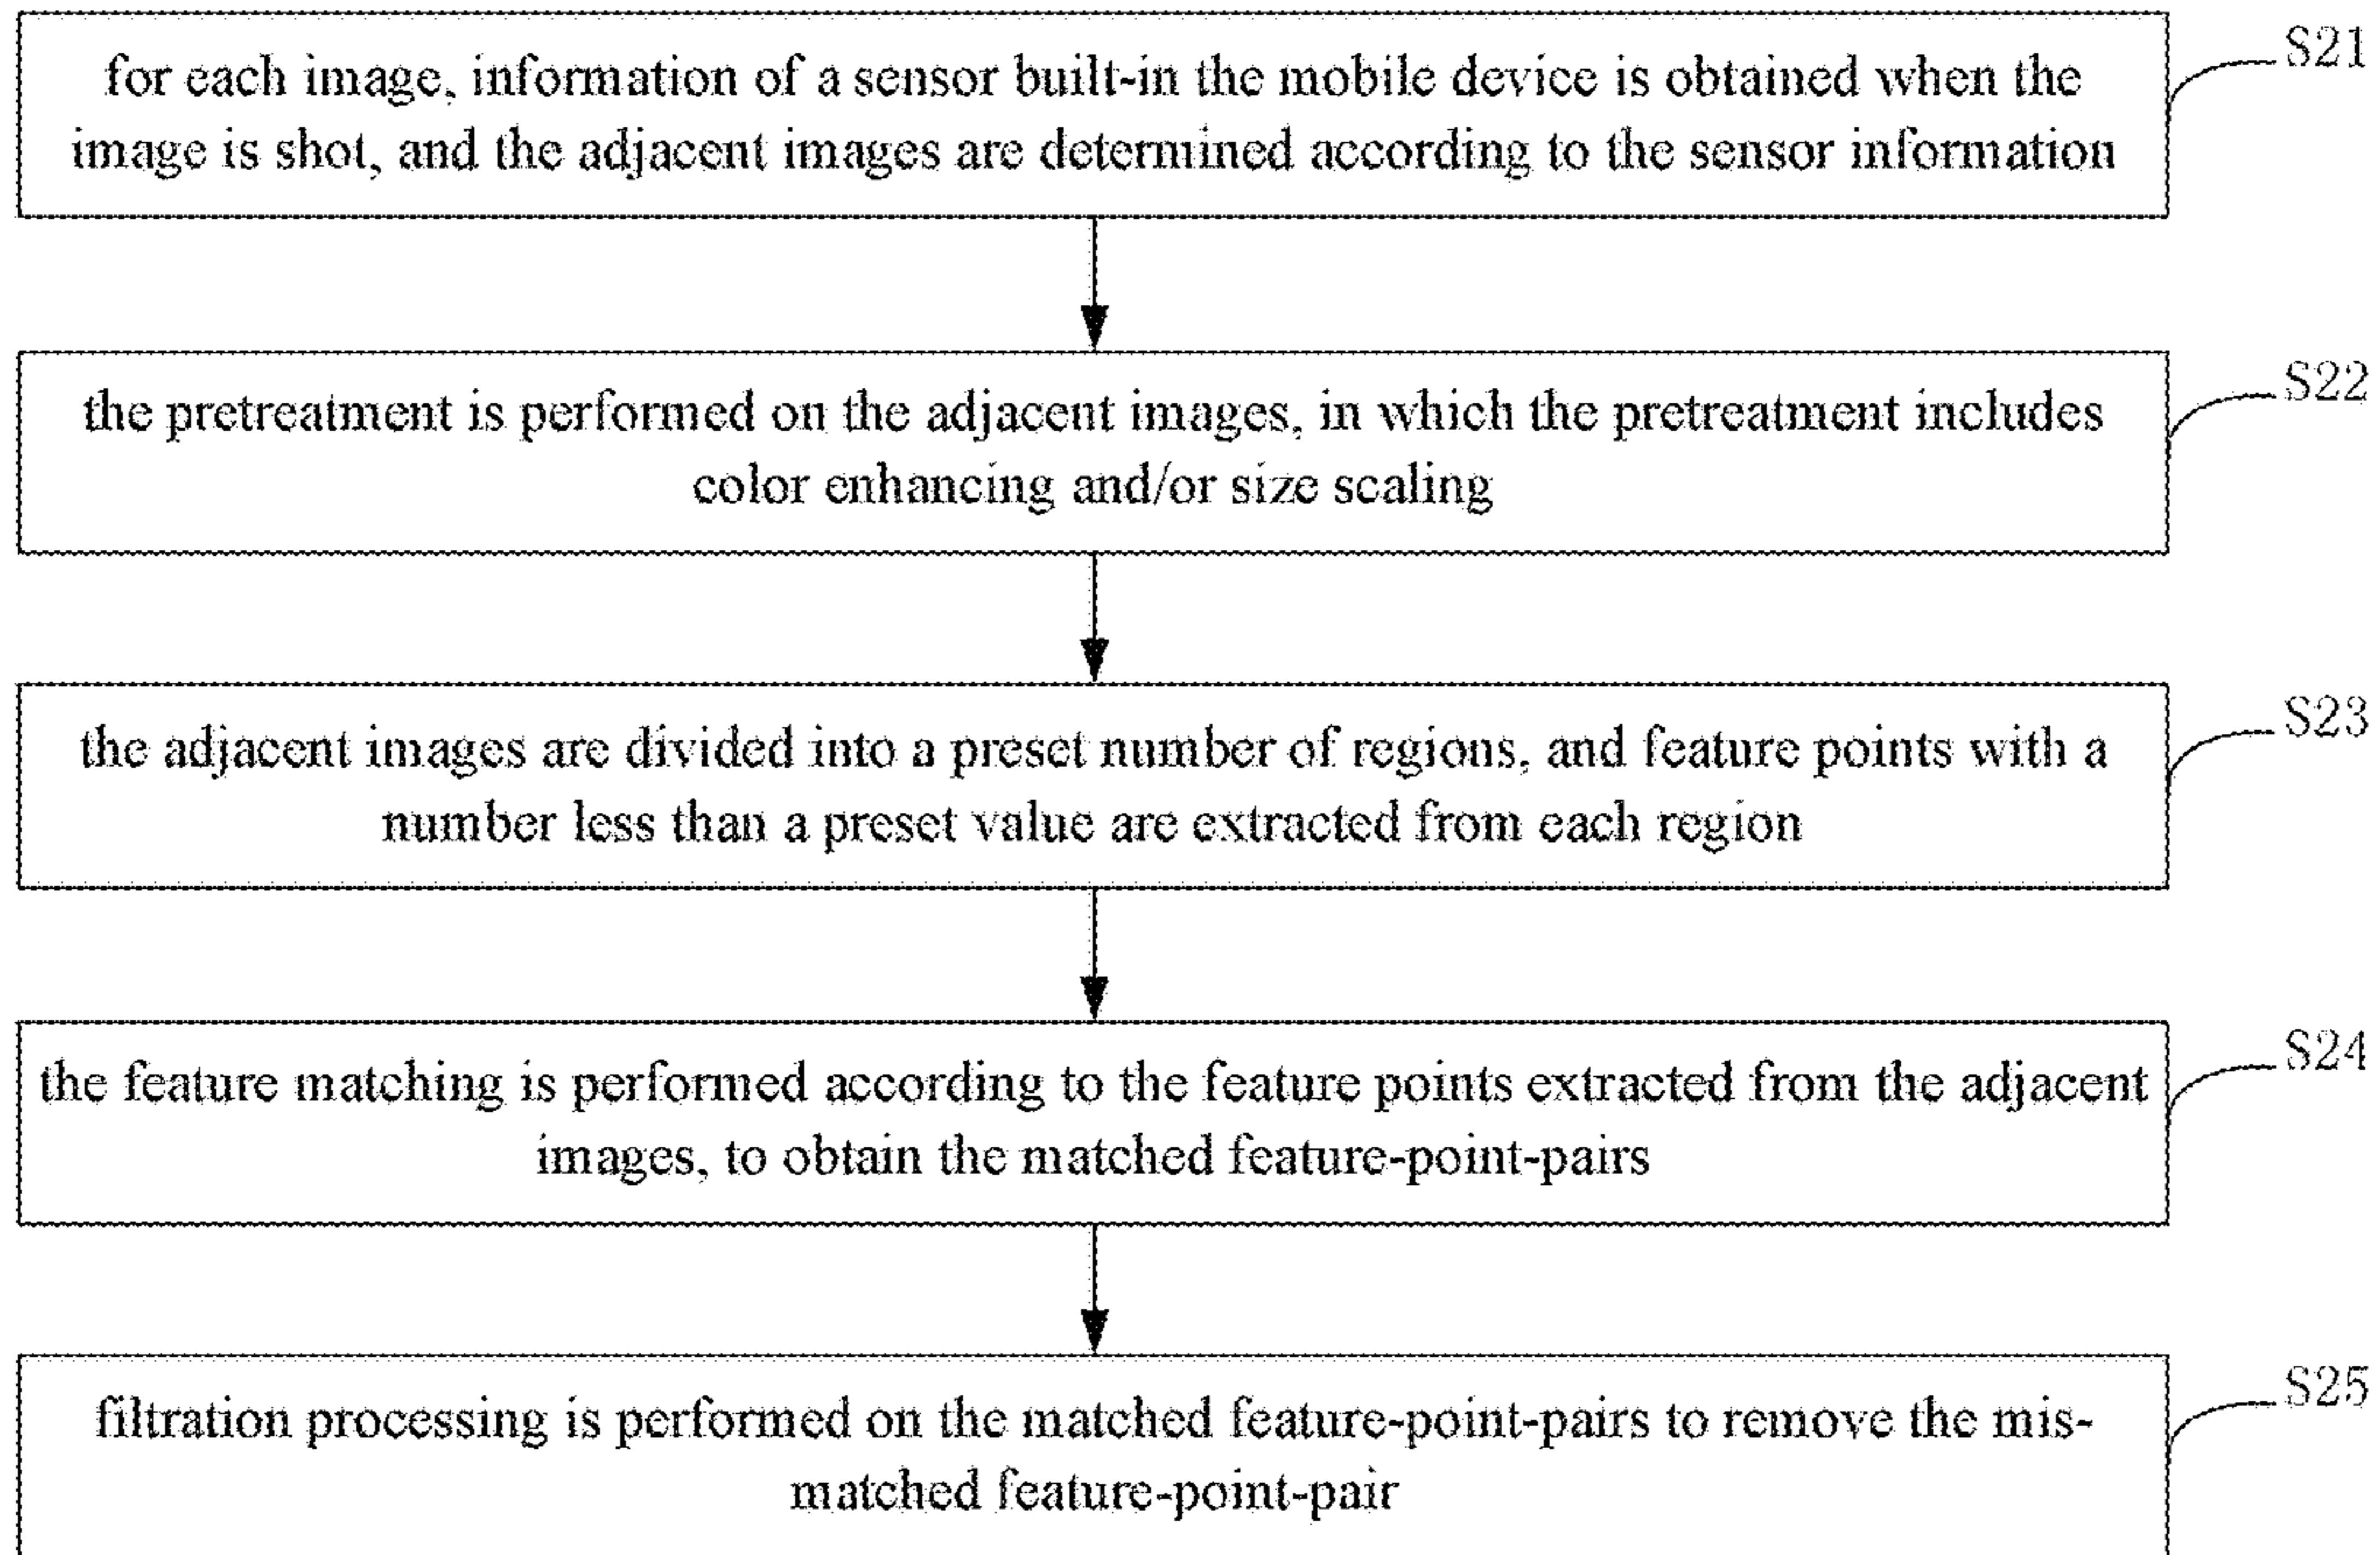 for each image, information of a sensor built-in the mobile device is obtained when the
image is shot, and the adjacent images are determined according to the sensor information
S21
the pretreatment is performed on the adjacent images, in which the pretreatment includes
color enhancing and/or size scaling
S22
the adjacent images are divided into a preset number of regions, and feature points with a
number less than a preset value are extracted from each region
S23
the feature matching is performed according to the feature points extracted from the adjacent
images, to obtain the matched feature-point-pairs
S24
filtration processing is performed on the matched feature-point-pairs to remove the mis-
matched feature-point-pair
S25